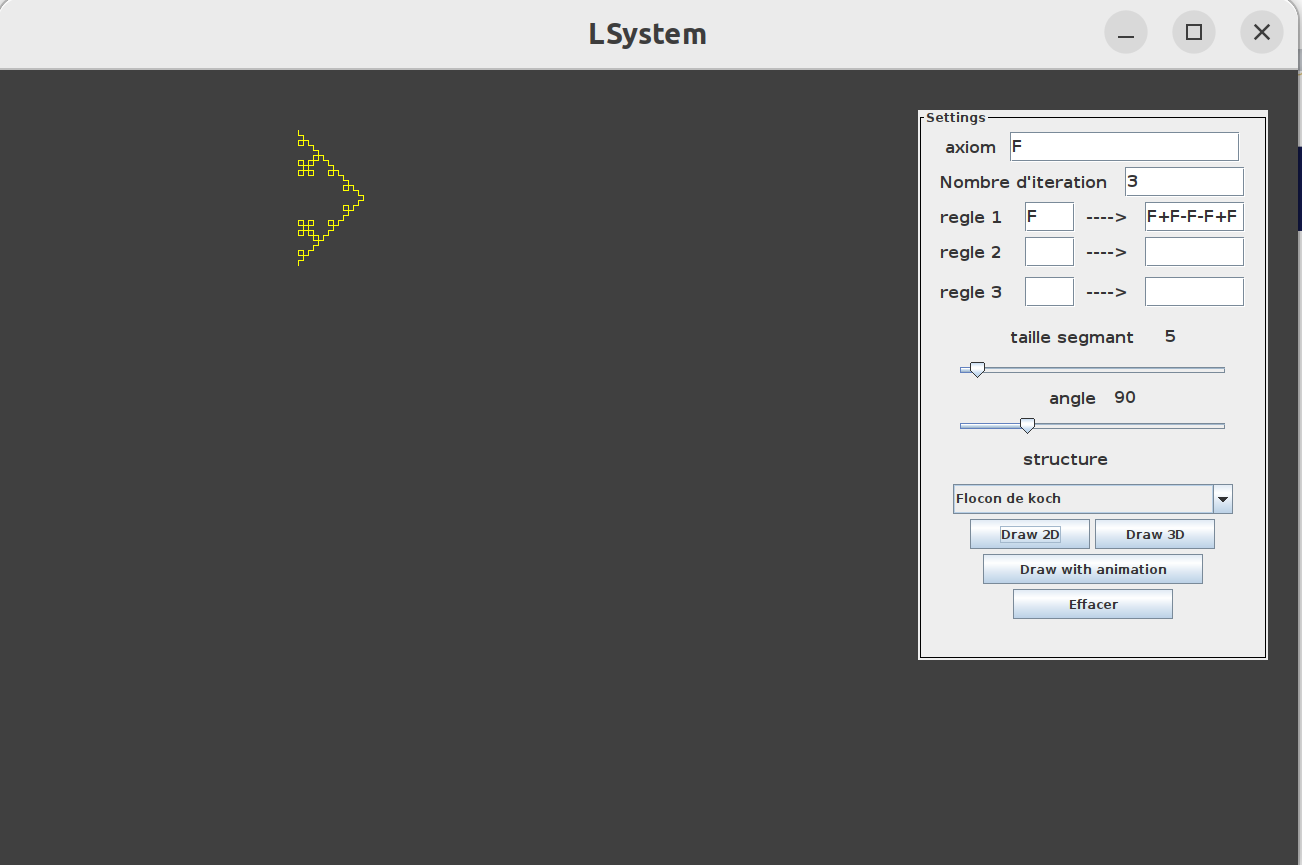 LSystem
Settings
axiom F
Nombre d'iteration 3
regle 1 F ----> F+F-F-F+F
regle 2 ---->
regle 3 ---->
taille segmant 5
angle 90
structure
Flocon de koch
Draw 2D Draw 3D
Draw with animation
Effacer